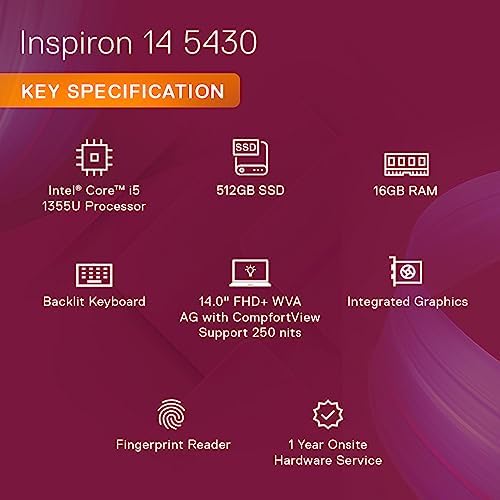 Inspiron 14 5430
KEY SPECIFICATION
Intel® Core™ i5
1355U Processor
SSD
512GB SSD
16GB RAM
Backlit Keyboard
14.0" FHD+ WVA
AG with CompfortView
Support 250 nits
Integrated Graphics
Fingerprint Reader
1 Year Onsite
Hardware Service